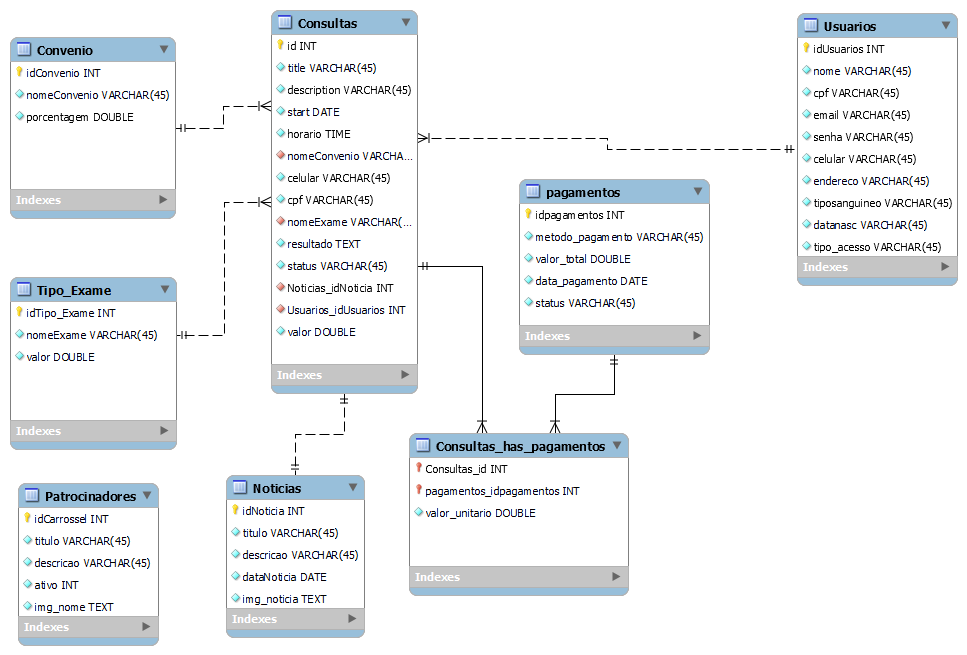 Convenio
idConvenio INT
nomeConvenio VARCHAR(45)
porcentagem DOUBLE
Indexes
Consultas
id INT
title VARCHAR(45)
description VARCHAR(45)
start DATE
horario TIME
nomeConvenio VARCHA...
celular VARCHAR(45)
cpf VARCHAR(45)
nomeExame VARCHAR(...
resultado TEXT
status VARCHAR(45)
Noticias_idNoticia INT
Usuarios_idUsuarios INT
valor DOUBLE
Indexes
Usuarios
idUsuarios INT
nome VARCHAR(45)
cpf VARCHAR(45)
email VARCHAR(45)
senha VARCHAR(45)
celular VARCHAR(45)
endereco VARCHAR(45)
tiposanguineo VARCHAR(45)
datanasc VARCHAR(45)
tipo_acesso VARCHAR(45)
Indexes
pagamentos
idpagamentos INT
metodo_pagamento VARCHAR(45)
valor_total DOUBLE
data_pagamento DATE
status VARCHAR(45)
Indexes
Tipo_Exame
idTipo_Exame INT
nomeExame VARCHAR(45)
valor DOUBLE
Indexes
Consultas_has_pagamentos
Consultas_id INT
pagamentos_idpagamentos INT
valor_unitario DOUBLE
Indexes
Patrocinadores
idCarrossel INT
titulo VARCHAR(45)
descricao VARCHAR(45)
ativo INT
img_nome TEXT
Indexes
Noticias
idNoticia INT
titulo VARCHAR(45)
descricao VARCHAR(45)
dataNoticia DATE
img_noticia TEXT
Indexes